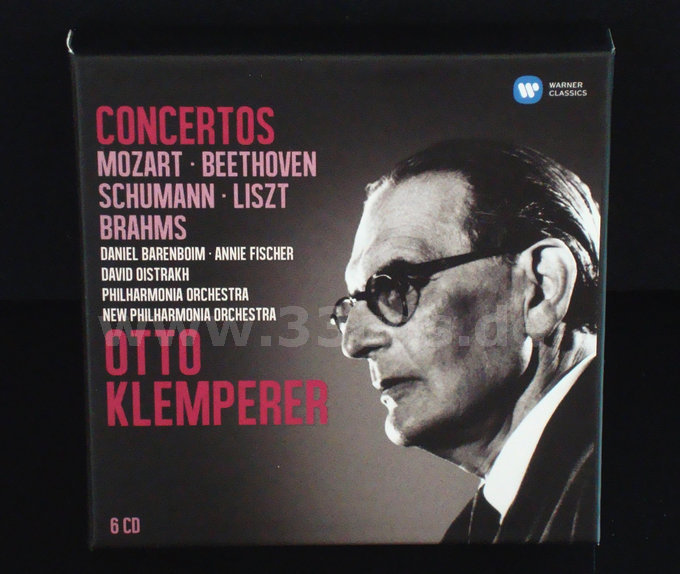 WARNER
CLASSICS
CONCERTOS
MOZART · BEETHOVEN
SCHUMANN · LISZT
BRAHMS
DANIEL BARENBOIM · ANNIE FISCHER
DAVID OISTRAKH
PHILHARMONIA ORCHESTRA
NEW PHILHARMONIA ORCHESTRA
OTTO
KLEMPERER
6 CD